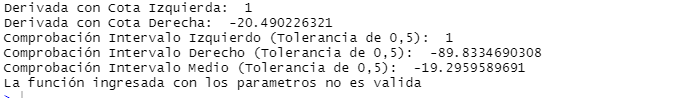 Derivada con Cota Izquierda:  1
Derivada con Cota Derecha:  -20.490226321
Comprobación Intervalo Izquierdo (Tolerancia de 0,5):  1
Comprobación Intervalo Derecho (Tolerancia de 0,5):  -89.8334690308
Comprobación Intervalo Medio (Tolerancia de 0,5):  -19.2959589691
La función ingresada con los parametros no es valida
>